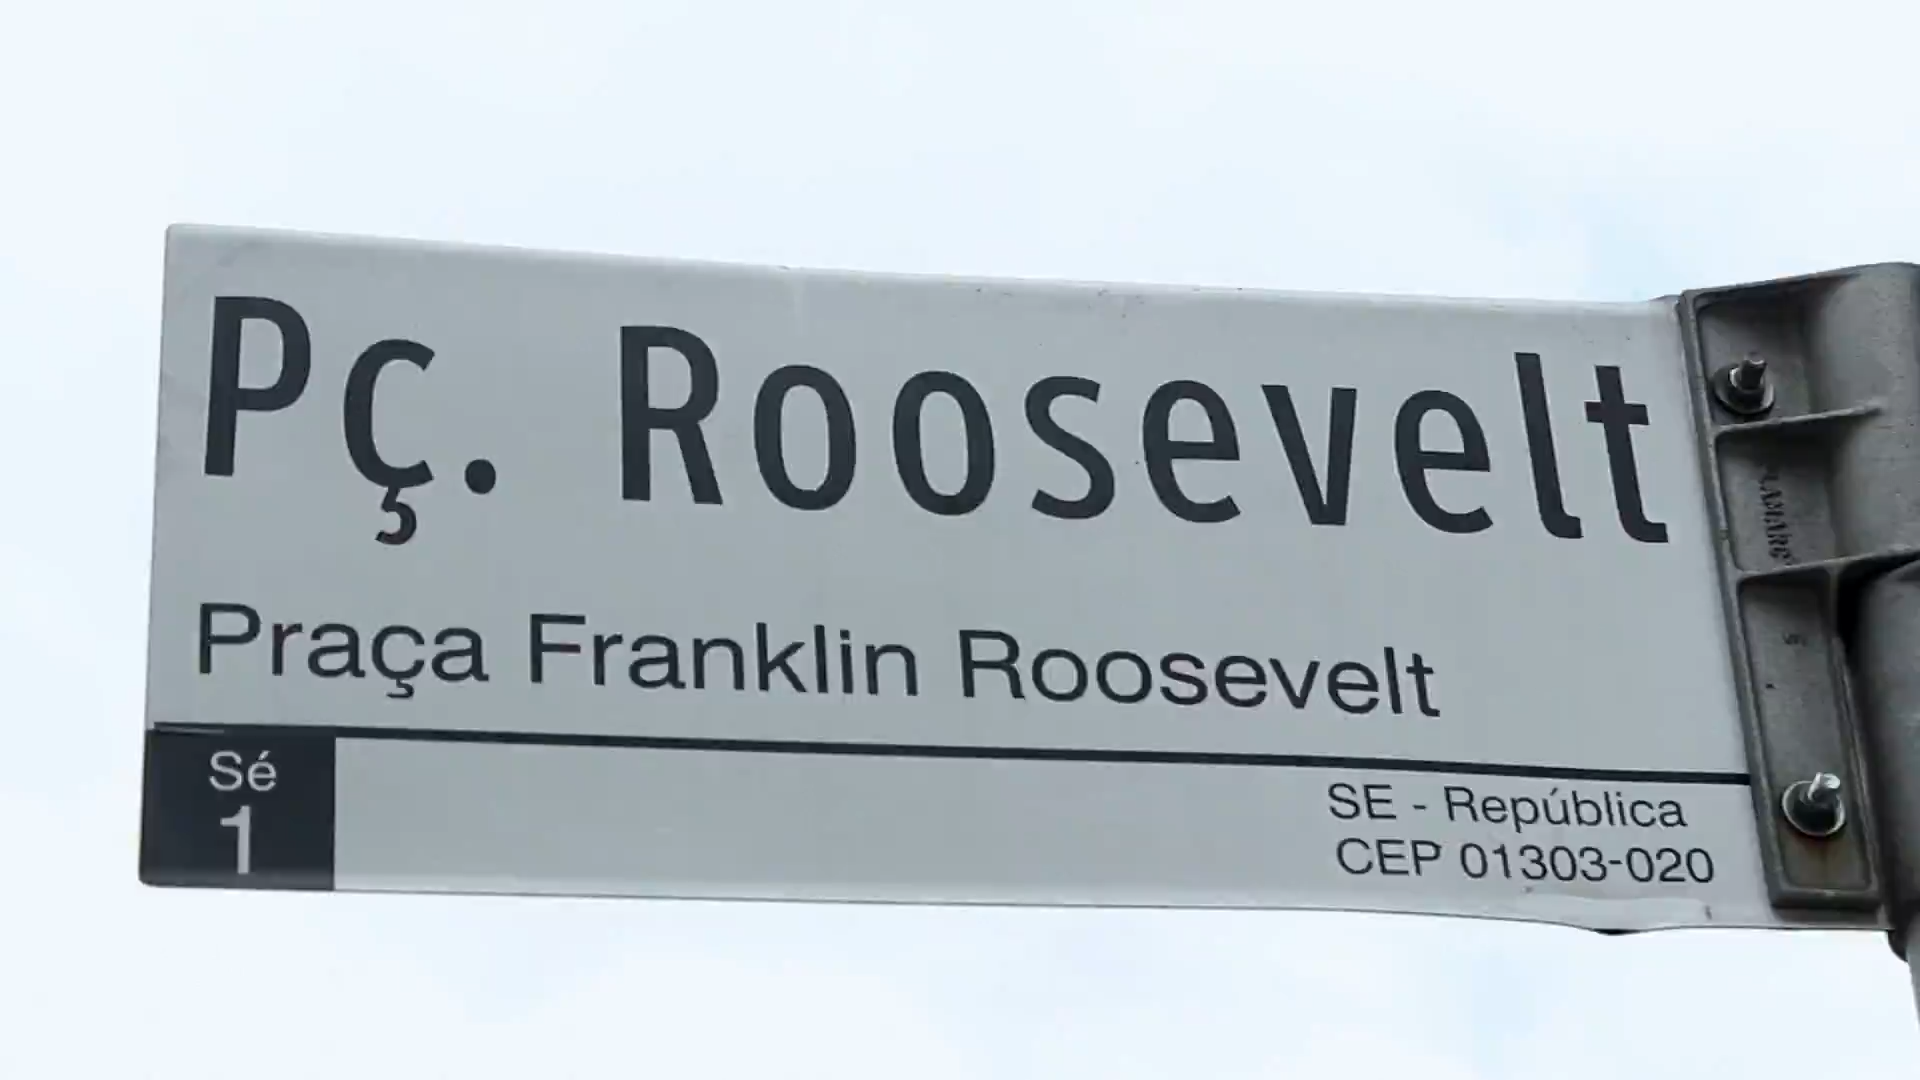 Pç. Roosevelt
Praça Franklin Roosevelt
Sé
1
SE - República
CEP 01303-020